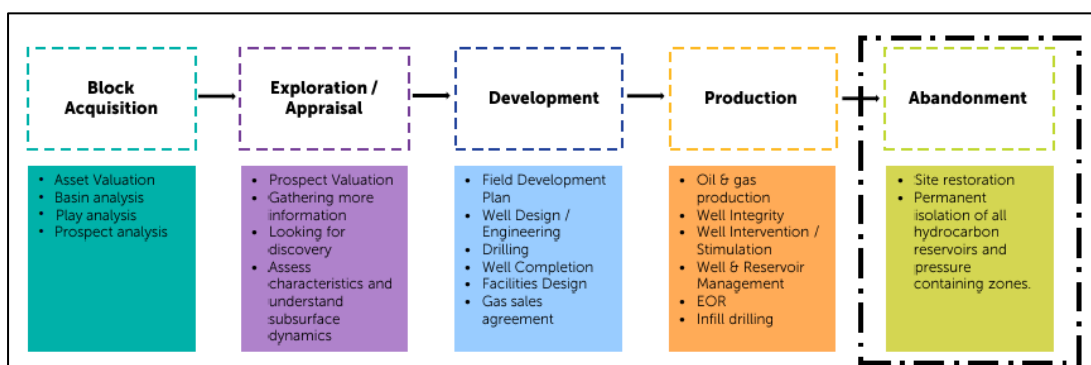 Block
Acquisition
Exploration /
Appraisal
Development
Production
Abandonment
• Asset Valuation
• Basin analysis
• Play analysis
• Prospect analysis
• Prospect Valuation
• Gathering more
information
• Looking for
discovery
• Assess
characteristics and
understand
subsurface
dynamics
• Field Development
Plan
• Well Design /
Engineering
• Drilling
• Well Completion
• Facilities Design
• Gas sales
agreement
• Oil & gas
production
• Well Integrity
• Well Intervention /
Stimulation
• Well & Reservoir
Management
• EOR
• Infill drilling
• Site restoration
• Permanent
isolation of all
hydrocarbon
reservoirs and
pressure
containing zones.